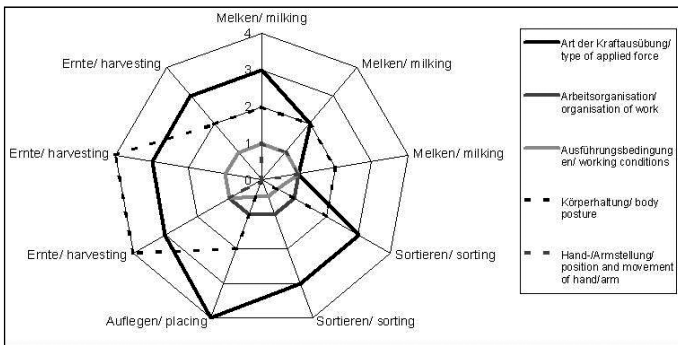 Melken/ milking
4
Ernte/ harvesting
Melken/ milking
3
2
Ernte/ harvesting
Melken/ milking
1
0
Ernte/ harvesting
Sortieren/ sorting
Auflegen/ placing
Sortieren/ sorting
Art der Kraftausübung/
type of applied force
Arbeitsorganisation/
organisation of work
Ausführungsbedingung
en/ working conditions
Körperhaltung/ body
posture
Hand-/Armstellung/
position and movement
of hand/arm